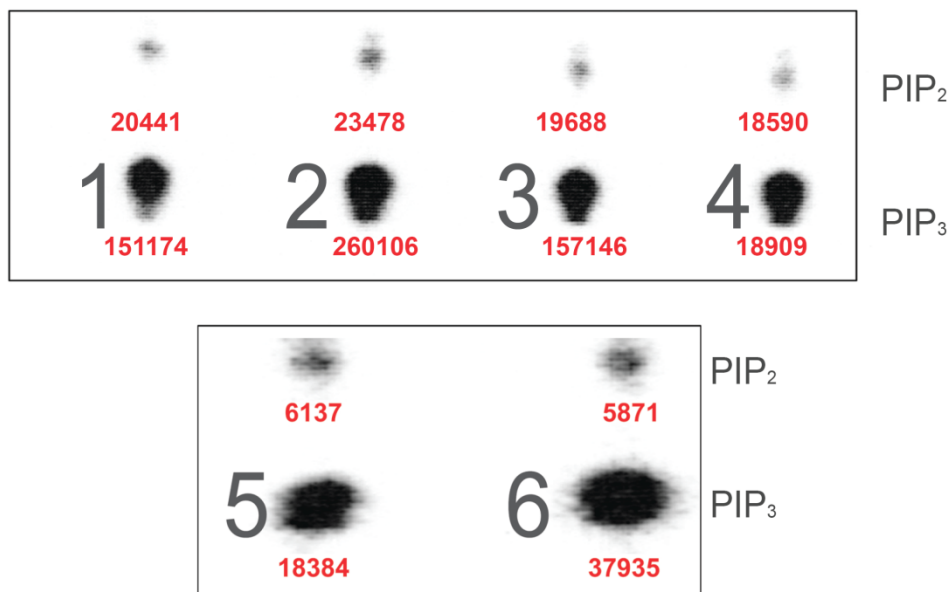 20441 23478 19688 18590 PIP₂
1 2 3 4
151174 260106 157146 18909 PIP₃
6137 5871 PIP₂
5 6 PIP₃
18384 37935